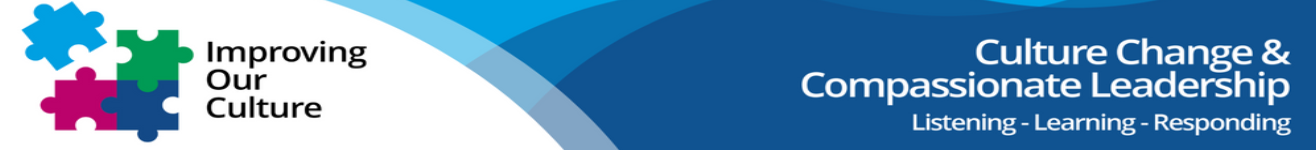 Improving
Our
Culture
Culture Change &
Compassionate Leadership
Listening - Learning - Responding